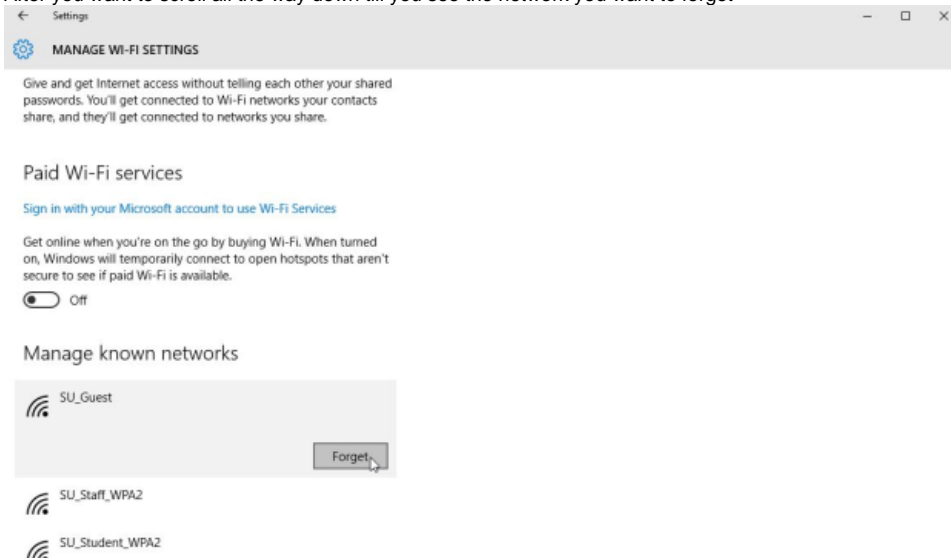 After you want to scroll all the way down till you see the network you want to forget
Settings
MANAGE WI-FI SETTINGS
Give and get Internet access without telling each other your shared
passwords. You'll get connected to Wi-Fi networks your contacts
share, and they'll get connected to networks you share.
Paid Wi-Fi services
Sign in with your Microsoft account to use Wi-Fi Services
Get online when you're on the go by buying Wi-Fi. When turned
on, Windows will temporarily connect to open hotspots that aren't
secure to see if paid Wi-Fi is available.
Off
Manage known networks
SU_Guest
Forget
SU_Staff_WPA2
SU_Student_WPA2